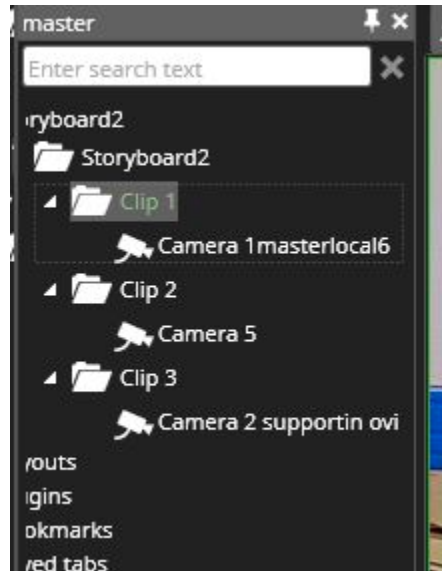 master
Enter search text
ryboard2
Storyboard2
Clip 1
Camera 1masterlocal6
Clip 2
Camera 5
Clip 3
Camera 2 supportin ovi
youts
gins
okmarks
ved tabs